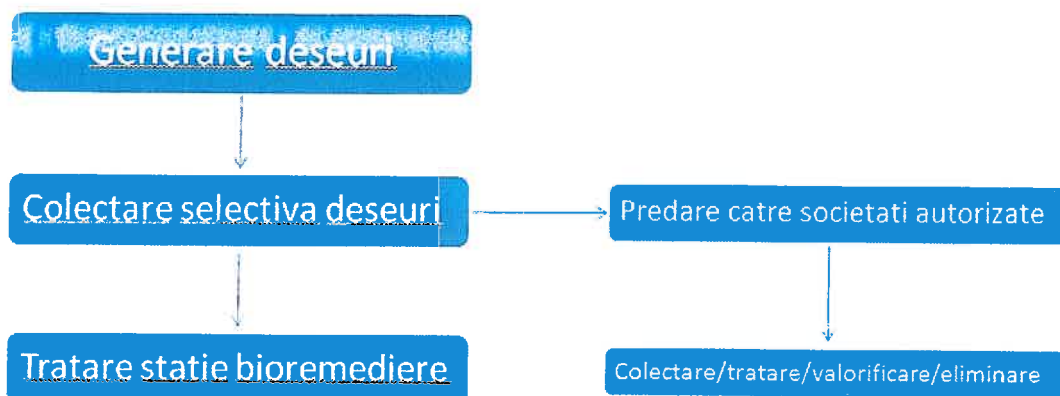 Generare deseuri
Colectare selectiva deseuri
Predare catre societati autorizate
Tratare statie bioremediere
Colectare/tratare/valorificare/eliminare